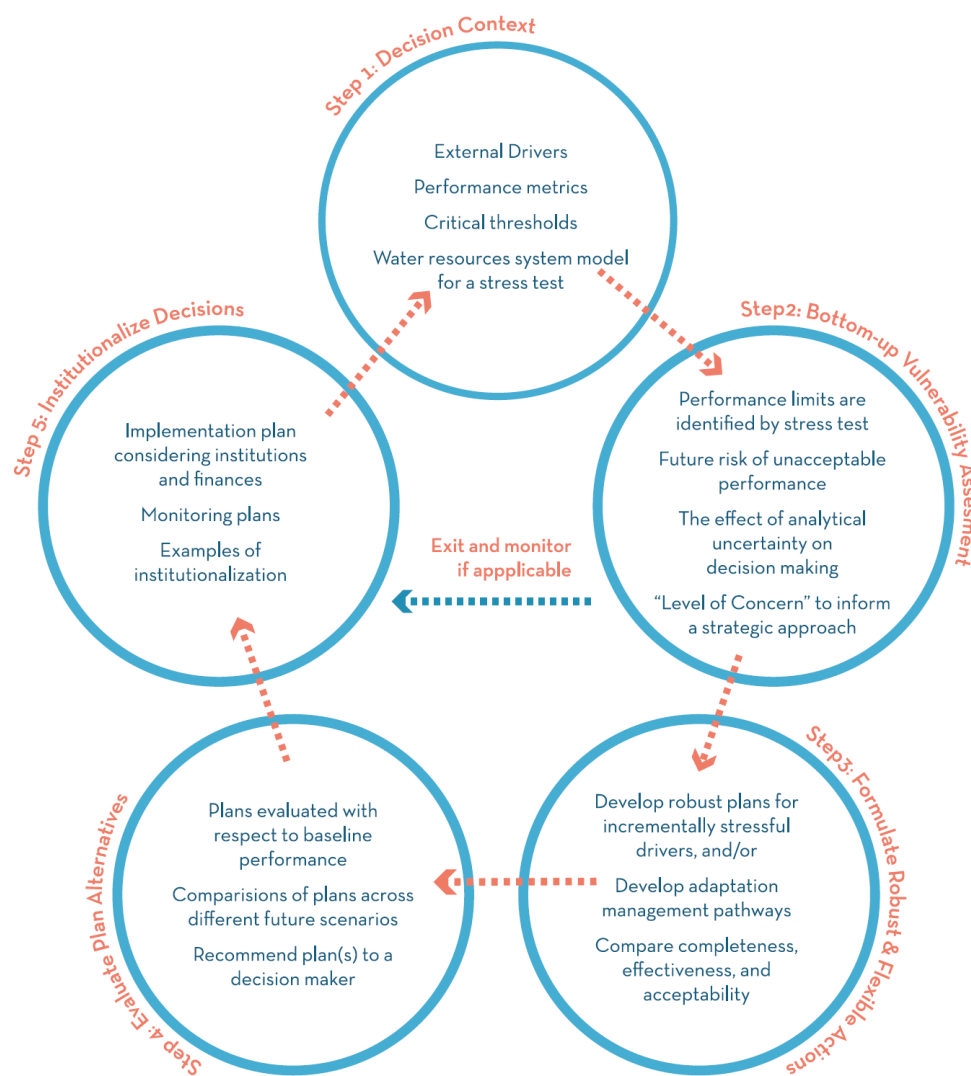 Step 1: Decision Context
External Drivers
Performance metrics
Critical thresholds
Water resources system model
for a stress test
Step2: Bottom-up Vulnerability Assesment
Performance limits are
identified by stress test
Future risk of unacceptable
performance
The effect of analytical
uncertainty on
decision making
“Level of Concern” to inform
a strategic approach
Step3: Formulate Robust & Flexible Actions
Develop robust plans for
incrementally stressful
drivers, and/or
Develop adaptation
management pathways
Compare completeness,
effectiveness, and
acceptability
Step 4: Evaluate Plan Alternatives
Plans evaluated with
respect to baseline
performance
Comparisions of plans across
different future scenarios
Recommend plan(s) to a
decision maker
Step 5: Institutionalize Decisions
Implementation plan
considering institutions
and finances
Monitoring plans
Examples of
institutionalization
Exit and monitor
if appplicable